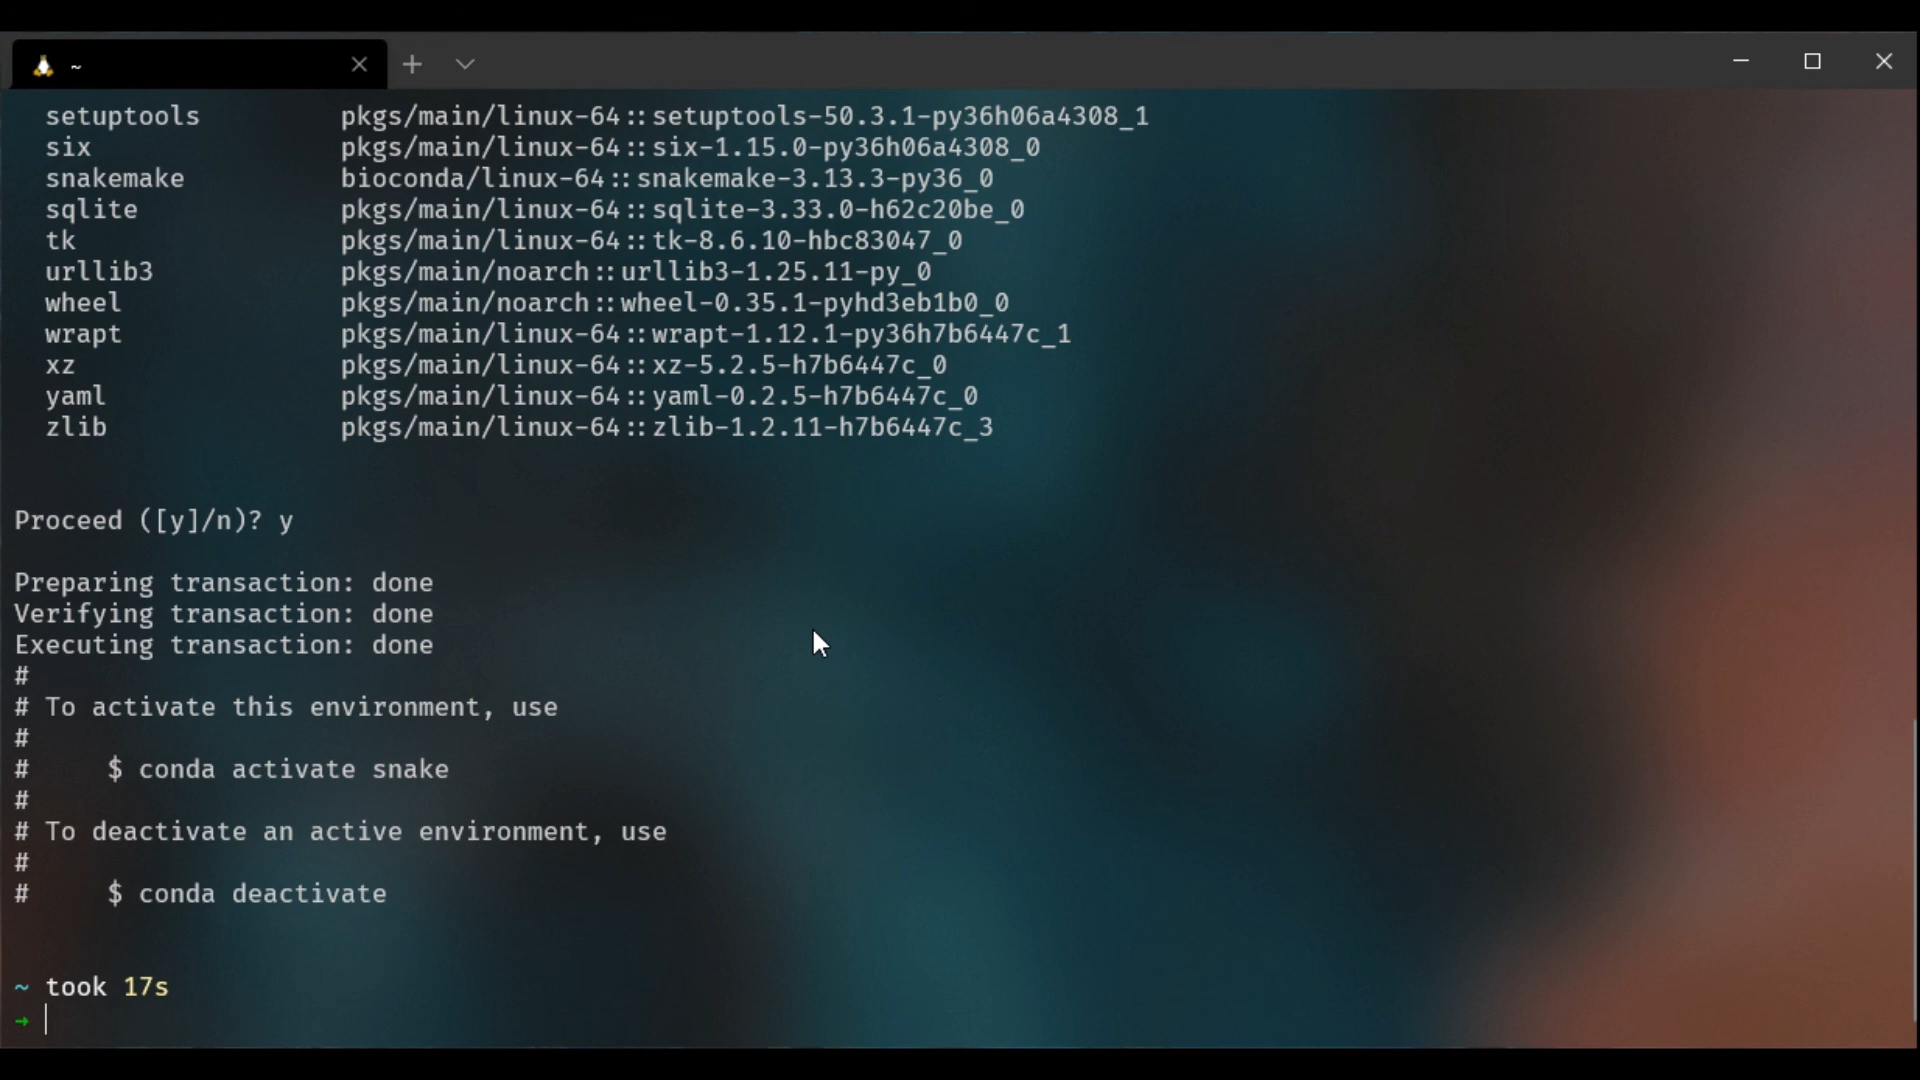 ~
setuptools pkgs/main/linux-64::setuptools-50.3.1-py36h06a4308_1
six pkgs/main/linux-64::six-1.15.0-py36h06a4308_0
snakemake bioconda/linux-64::snakemake-3.13.3-py36_0
sqlite pkgs/main/linux-64::sqlite-3.33.0-h62c20be_0
tk pkgs/main/linux-64::tk-8.6.10-hbc83047_0
urllib3 pkgs/main/noarch::urllib3-1.25.11-py_0
wheel pkgs/main/noarch::wheel-0.35.1-pyhd3eb1b0_0
wrapt pkgs/main/linux-64::wrapt-1.12.1-py36h7b6447c_1
xz pkgs/main/linux-64::xz-5.2.5-h7b6447c_0
yaml pkgs/main/linux-64::yaml-0.2.5-h7b6447c_0
zlib pkgs/main/linux-64::zlib-1.2.11-h7b6447c_3
Proceed ([y]/n)? y
Preparing transaction: done
Verifying transaction: done
Executing transaction: done
#
# To activate this environment, use
#
# $ conda activate snake
#
# To deactivate an active environment, use
#
# $ conda deactivate
~ took 17s
→